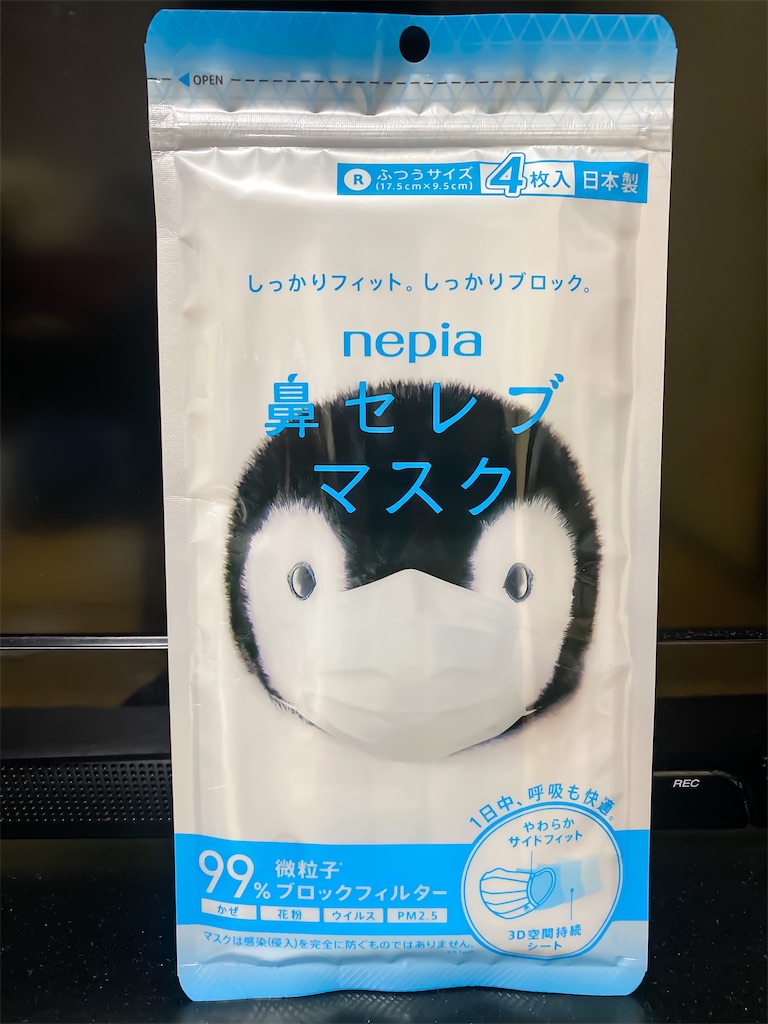 OPEN
R ふつうサイズ 4枚入 日本製
(17.5cm×9.5cm)
しっかりフィット。しっかりブロック。
nepia
鼻セレブ
マスク
REC
1日中、呼吸も快適。
やわらか
サイドフィット
3D空間持続
シート
99% 微粒子*
ブロックフィルター
かぜ 花粉 ウイルス PM2.5
マスクは感染(侵入)を完全に防ぐものではありません。